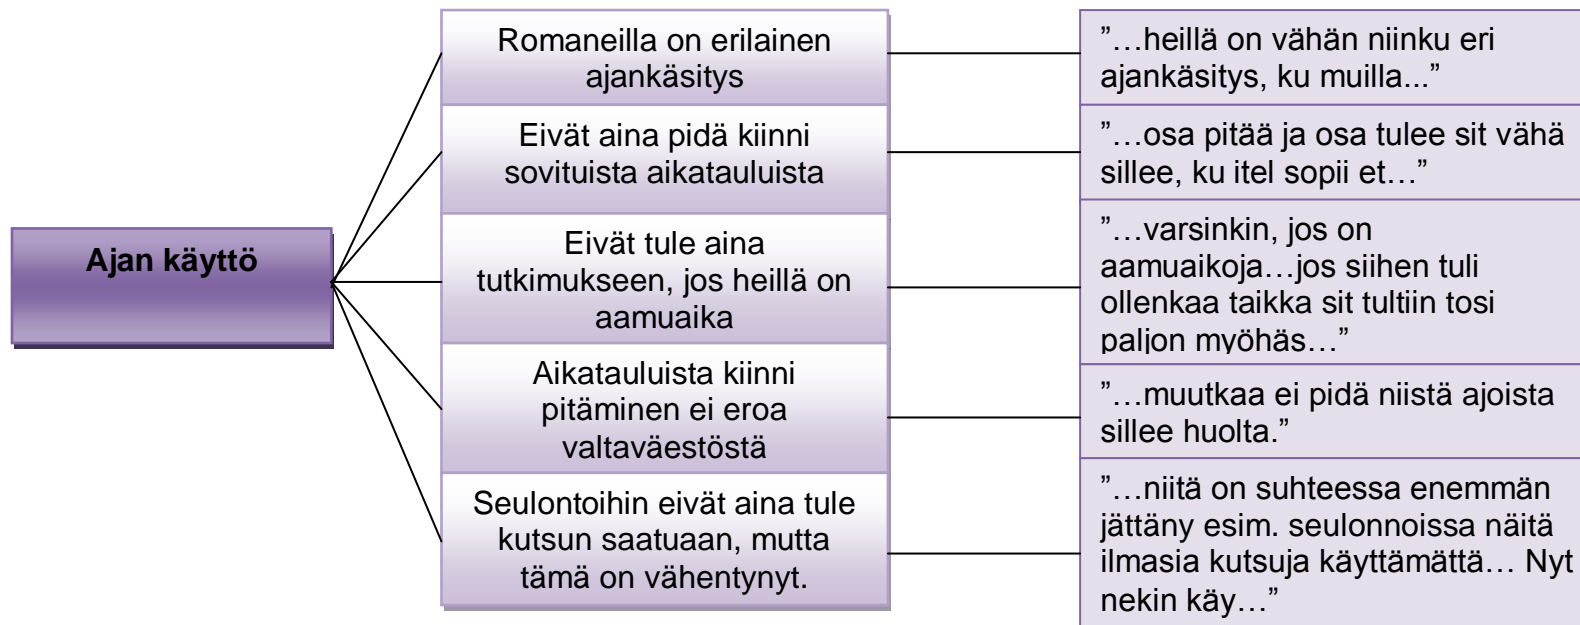 Ajan käyttö
Romaneilla on erilainen
ajankäsitys
"…heillä on vähän niinku eri
ajankäsitys, ku muilla..."
Eivät aina pidä kiinni
sovituista aikatauluista
"…osa pitää ja osa tulee sit vähä
sillee, ku itel sopii et…"
Eivät tule aina
tutkimukseen, jos heillä on
aamuaika
"…varsinkin, jos on
aamuaikoja…jos siihen tuli
ollenkaa taikka sit tultiin tosi
paljon myöhäs…"
Aikatauluista kiinni
pitäminen ei eroa
valtaväestöstä
"…muutkaa ei pidä niistä ajoista
sillee huolta."
Seulontoihin eivät aina tule
kutsun saatuaan, mutta
tämä on vähentynyt.
"…niitä on suhteessa enemmän
jättäny esim. seulonnoissa näitä
ilmasia kutsuja käyttämättä… Nyt
nekin käy…"